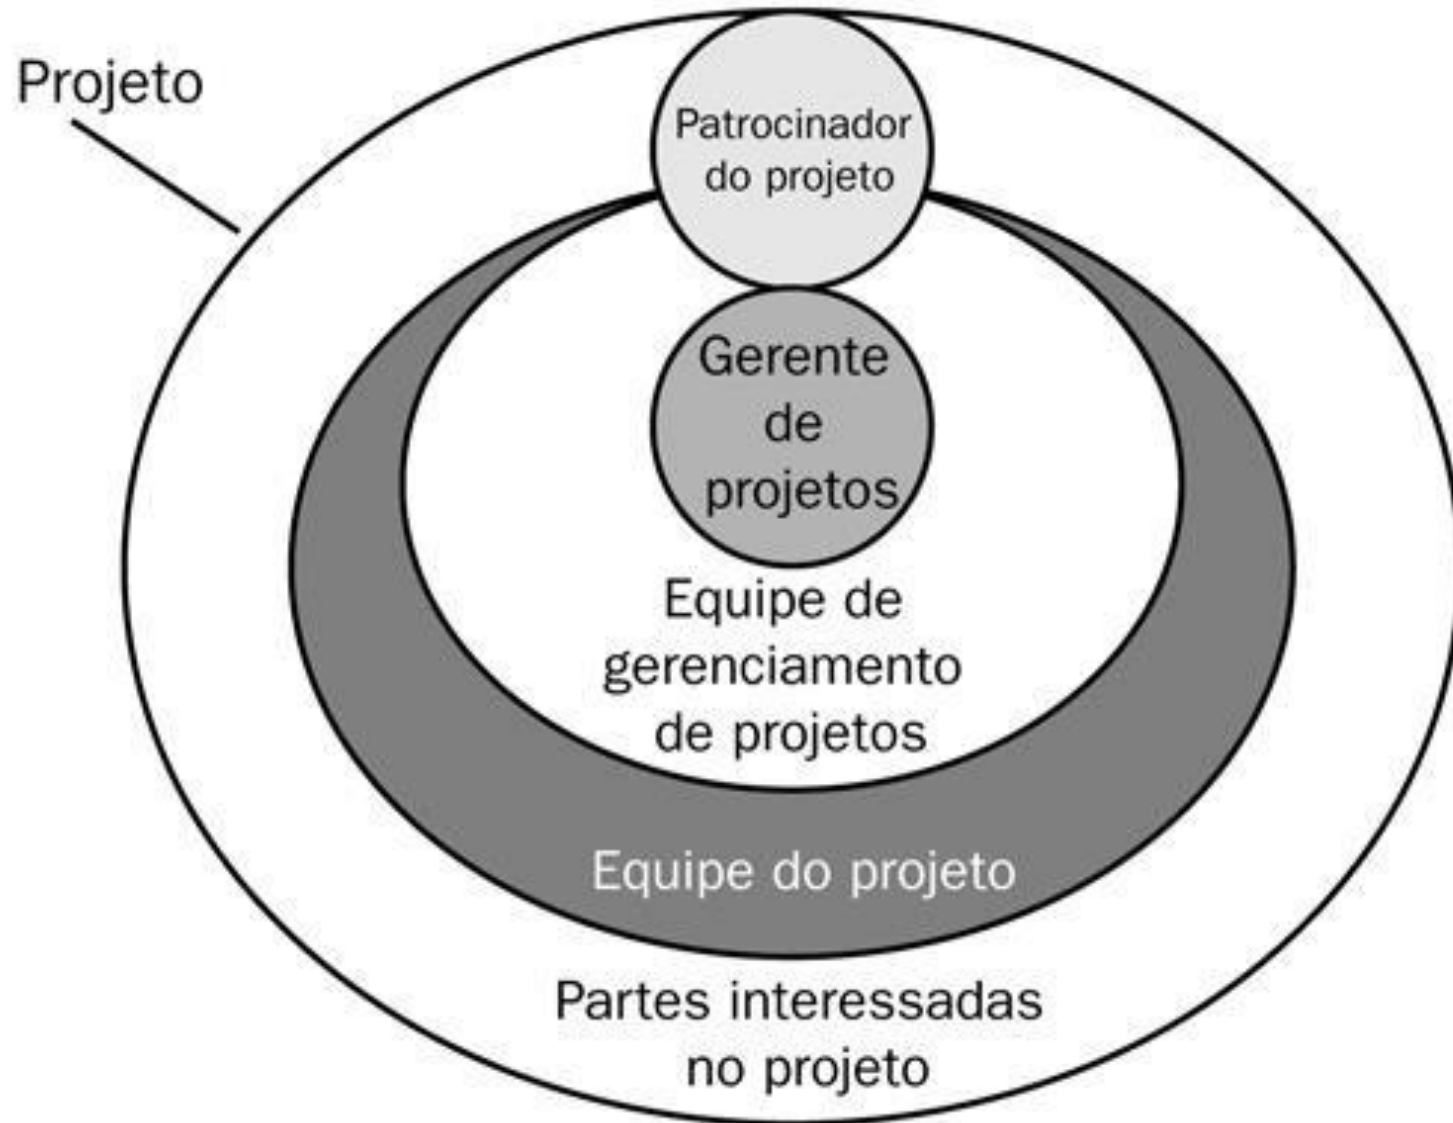 Projeto
Patrocinador
do projeto
Gerente
de
projetos
Equipe de
gerenciamento
de projetos
Equipe do projeto
Partes interessadas
no projeto